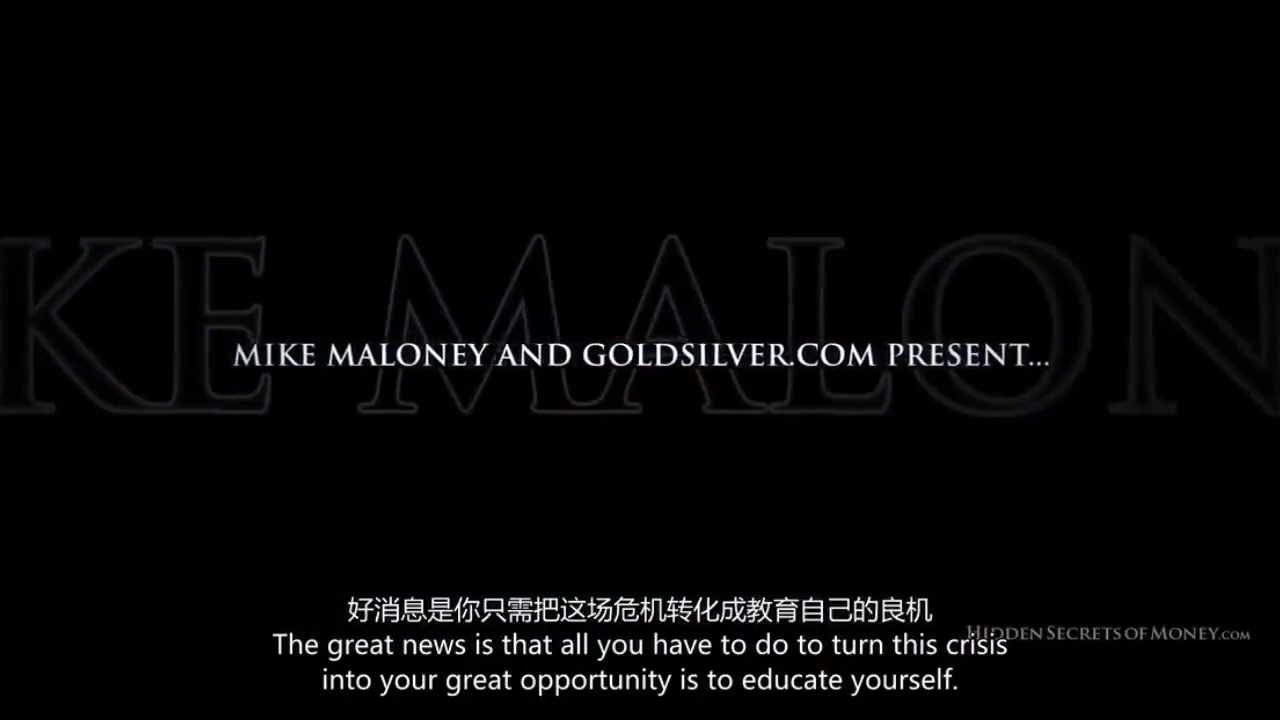 KE MALON
MIKE MALONEY AND GOLDSILVER.COM PRESENT...
好消息是你只需把这场危机转化成教育自己的良机
HIDDEN SECRETS OF MONEY.COM
The great news is that all you have to do to turn this crisis
into your great opportunity is to educate yourself.